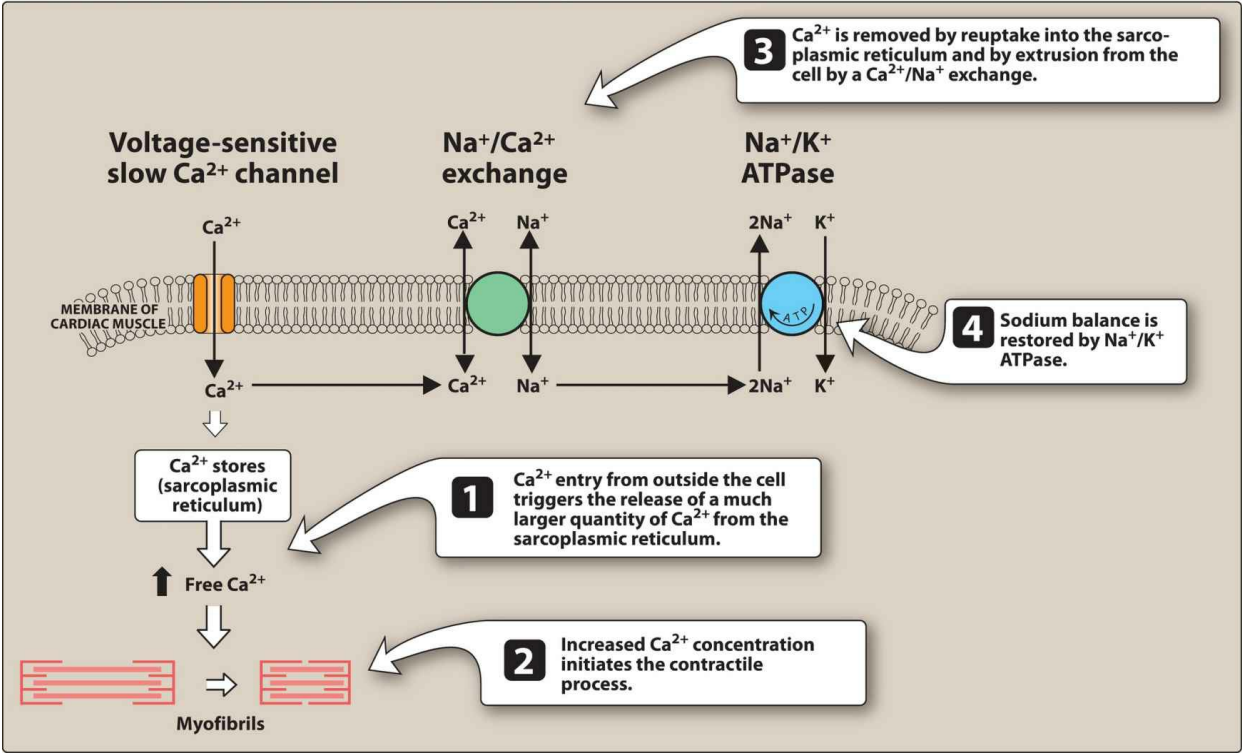 3
Ca²⁺ is removed by reuptake into the sarco-
plasmic reticulum and by extrusion from the
cell by a Ca²⁺/Na⁺ exchange.
Voltage-sensitive
slow Ca²⁺ channel
Na⁺/Ca²⁺
exchange
Na⁺/K⁺
ATPase
Ca²⁺
Ca²⁺
Na⁺
2Na⁺
K⁺
MEMBRANE OF
CARDIAC MUSCLE
ATP
4
Sodium balance is
restored by Na⁺/K⁺
ATPase.
Ca²⁺
Ca²⁺
Na⁺
2Na⁺
K⁺
Ca²⁺ stores
(sarcoplasmic
reticulum)
1
Ca²⁺ entry from outside the cell
triggers the release of a much
larger quantity of Ca²⁺ from the
sarcoplasmic reticulum.
Free Ca²⁺
2
Increased Ca²⁺ concentration
initiates the contractile
process.
Myofibrils